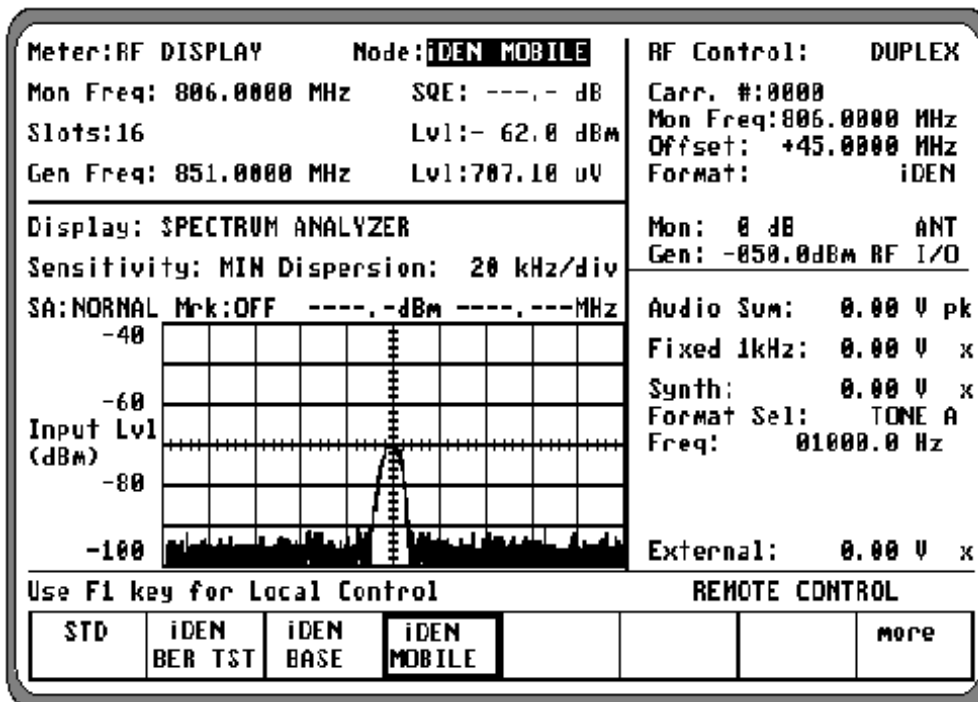 Meter:RF DISPLAY Mode:iDEN MOBILE
Mon Freq: 806.0000 MHz SQE: ---.- dB
Slots:16 Lvl:- 62.0 dBm
Gen Freq: 851.0000 MHz Lvl:707.10 uV
Display: SPECTRUM ANALYZER
Sensitivity: MIN Dispersion: 20 kHz/div
SA:NORMAL Mrk:OFF ----.-dBm ----.---MHz
-40
-60
Input Lvl
(dBm)
-80
-100
RF Control: DUPLEX
Carr. #:0000
Mon Freq:806.0000 MHz
Offset: +45.0000 MHz
Format: iDEN
Mon: 0 dB ANT
Gen: -050.0dBm RF I/O
Audio Sum: 0.00 V pk
Fixed 1kHz: 0.00 V x
Synth: 0.00 V x
Format Sel: TONE A
Freq: 01000.0 Hz
External: 0.00 V x
Use F1 key for Local Control REMOTE CONTROL
STD
iDEN
BER TST
iDEN
BASE
iDEN
MOBILE
more